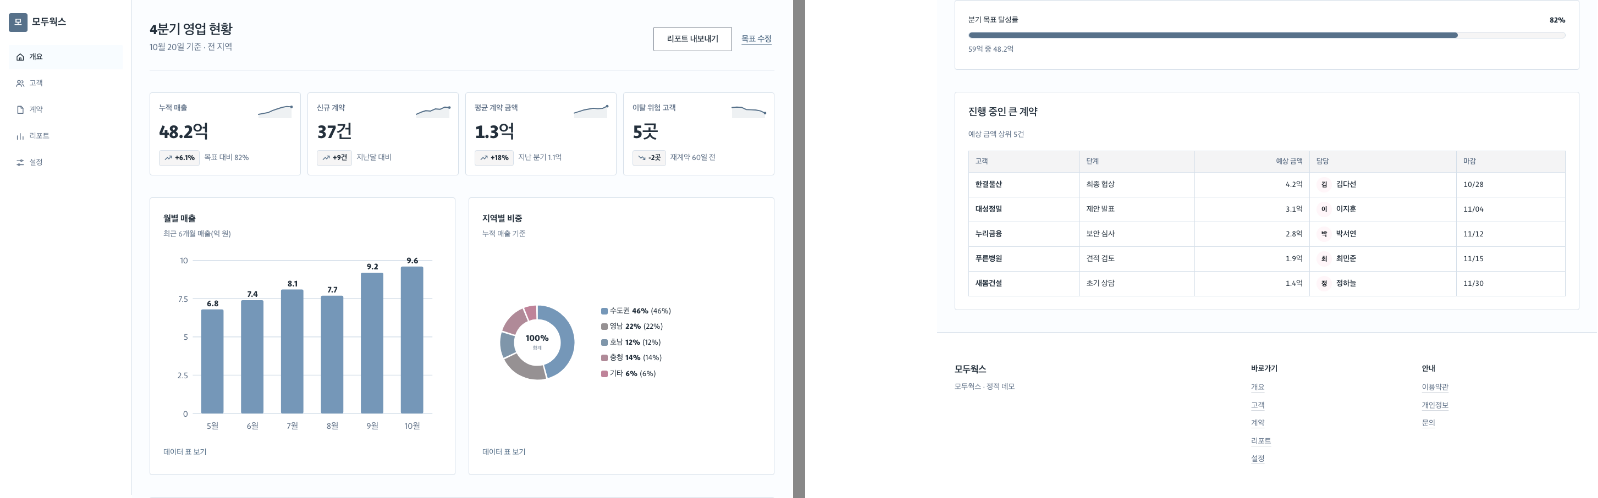 모 모두웍스
개요
고객
계약
리포트
설정
4분기 영업 현황
10월 20일 기준 · 전 지역
리포트 내보내기
목표 수정
누적 매출
48.2억
+6.1% 목표 대비 82%
신규 계약
37건
+9건 지난달 대비
평균 계약 금액
1.3억
+18% 지난 분기 1.1억
이탈 위험 고객
5곳
-2곳 재계약 60일 전
월별 매출
최근 6개월 매출(억 원)
10
7.5
5
2.5
0
6.8
7.4
8.1
7.7
9.2
9.6
5월
6월
7월
8월
9월
10월
데이터 표 보기
지역별 비중
누적 매출 기준
100%
수도권 46% (46%)
영남 22% (22%)
호남 12% (12%)
충청 14% (14%)
기타 6% (6%)
데이터 표 보기
분기 목표 달성률
82%
59억 중 48.2억
진행 중인 큰 계약
예상 금액 상위 5건
고객 단계 예상 금액 담당 마감
한결물산 최종 협상 4.2억 김 김다선 10/28
대성정밀 제안 발표 3.1억 이 이지훈 11/04
누리금융 보안 심사 2.8억 박 박서연 11/12
푸른병원 견적 검토 1.9억 최 최민준 11/15
새봄건설 초기 상담 1.4억 정 정하늘 11/30
모두웍스
모두웍스 · 정적 데모
바로가기
개요
고객
계약
리포트
설정
안내
이용약관
개인정보
문의